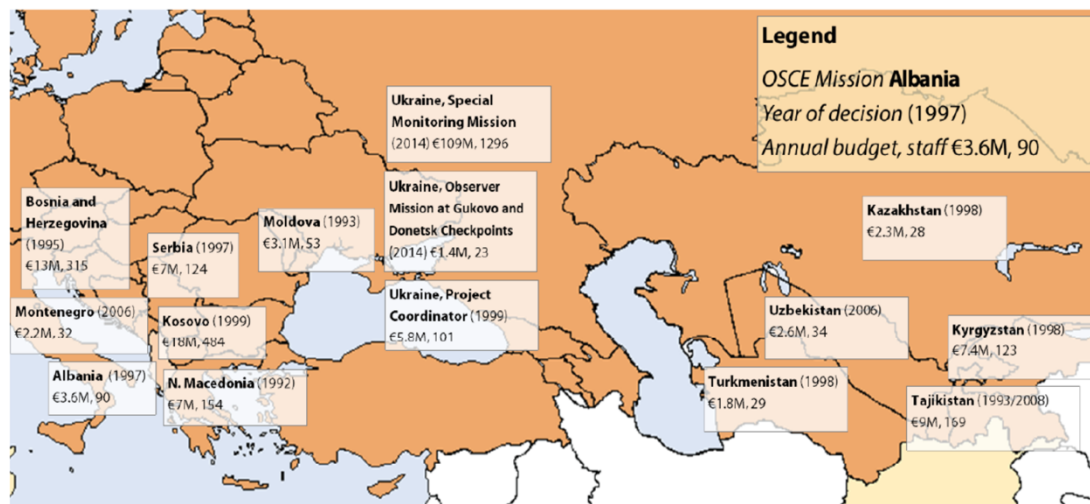 Legend
OSCE Mission Albania
Year of decision (1997)
Annual budget, staff €3.6M, 90
Ukraine, Special
Monitoring Mission
(2014) €109M, 1296
Ukraine, Observer
Mission at Gukovo and
Donetsk Checkpoints
(2014) €1.4M, 23
Ukraine, Project
Coordinator (1999)
€5.8M, 101
Bosnia and
Herzegovina
(1995)
€13M, 315
Serbia (1997)
€7M, 124
Moldova (1993)
€3.1M, 53
Montenegro (2006)
€2.2M, 32
Kosovo (1999)
€18M, 484
Albania (1997)
€3.6M, 90
N. Macedonia (1992)
€7M, 154
Kazakhstan (1998)
€2.3M, 28
Uzbekistan (2006)
€2.6M, 34
Kyrgyzstan (1998)
€7.4M, 123
Turkmenistan (1998)
€1.8M, 29
Tajikistan (1993/2008)
€9M, 169